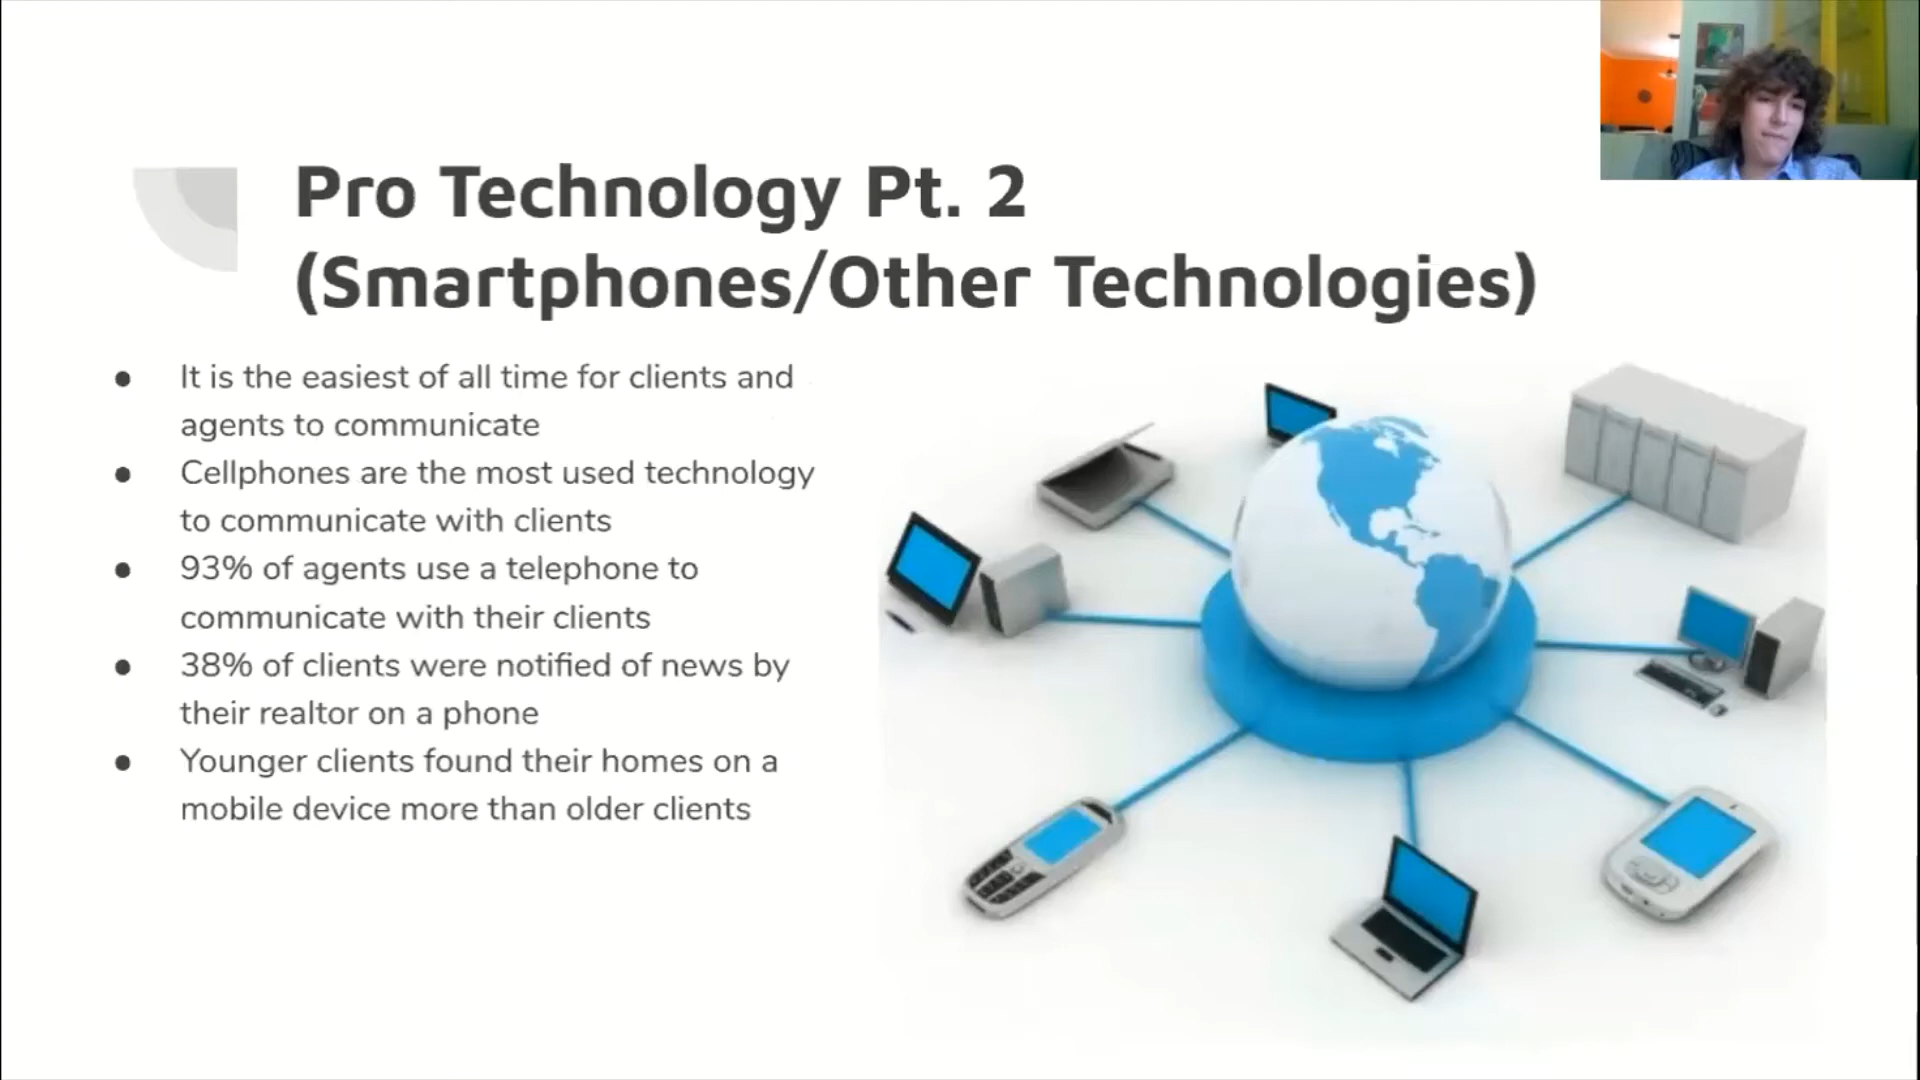 Pro Technology Pt. 2
(Smartphones/Other Technologies)
● It is the easiest of all time for clients and
agents to communicate
● Cellphones are the most used technology
to communicate with clients
● 93% of agents use a telephone to
communicate with their clients
● 38% of clients were notified of news by
their realtor on a phone
● Younger clients found their homes on a
mobile device more than older clients